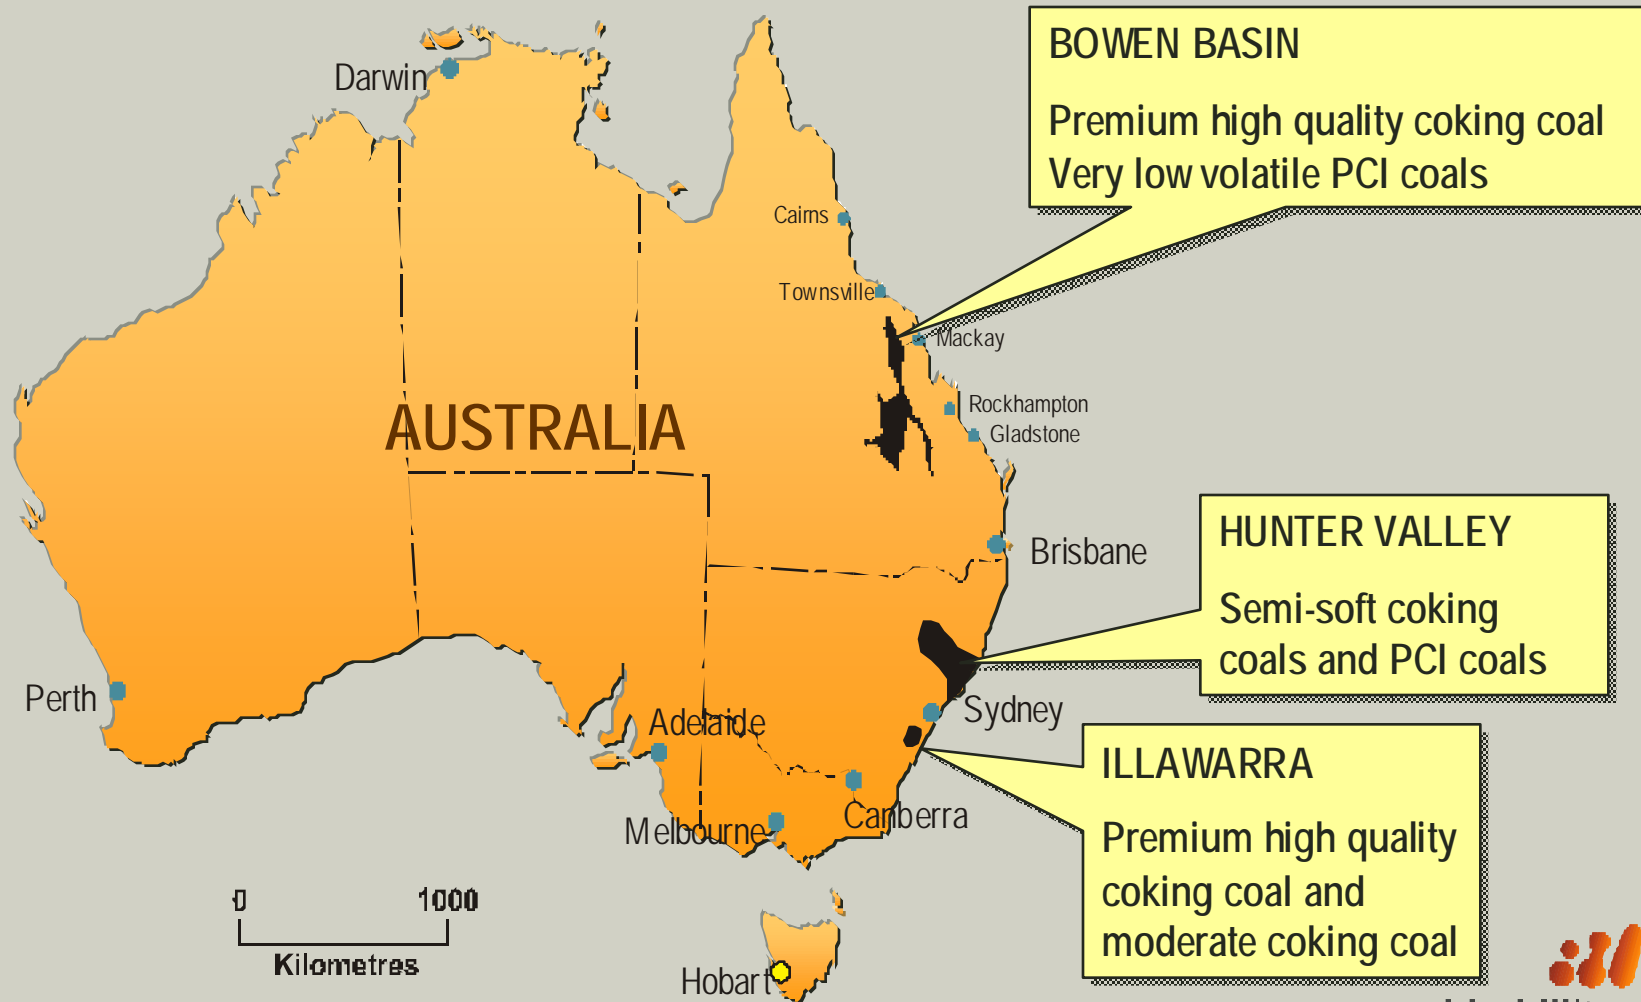 BOWEN BASIN
Premium high quality coking coal
Very low volatile PCI coals
Darwin
Cairns
Townsville
Mackay
AUSTRALIA
Rockhampton
Gladstone
Brisbane
HUNTER VALLEY
Semi-soft coking
coals and PCI coals
Perth
Adelaide
Sydney
ILLAWARRA
Premium high quality
coking coal and
moderate coking coal
Canberra
Melbourne
0 1000
Kilometres
Hobart